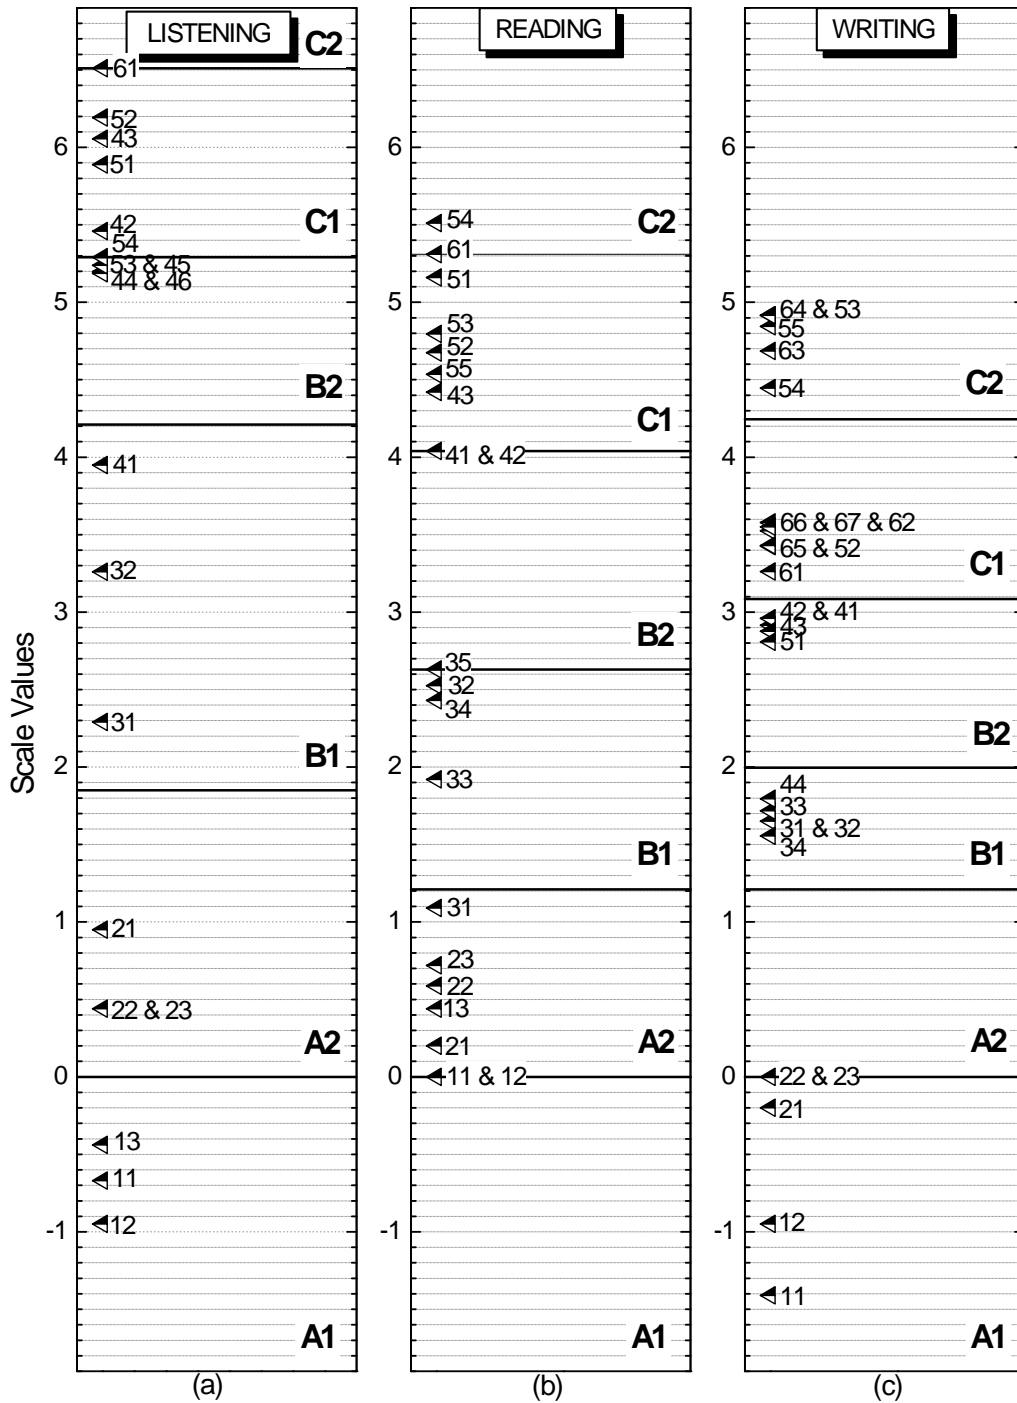 Scale Values
LISTENING
C2
61
52
6
43
51
C1
42
54
53 & 45
44 & 46
5
B2
4
41
32
3
31
2
B1
1
21
22 & 23
A2
0
13
11
-1
12
A1
(a)
READING
6
C2
54
61
51
5
53
52
55
43
C1
4
41 & 42
3
B2
35
32
34
2
33
B1
1
31
23
22
13
21
A2
0
11 & 12
-1
A1
(b)
WRITING
6
5
64 & 53
55
63
C2
54
4
66 & 67 & 62
65 & 52
C1
61
3
42 & 41
43
51
B2
2
44
33
31 & 32
34
B1
1
A2
0
22 & 23
21
-1
12
11
A1
(c)